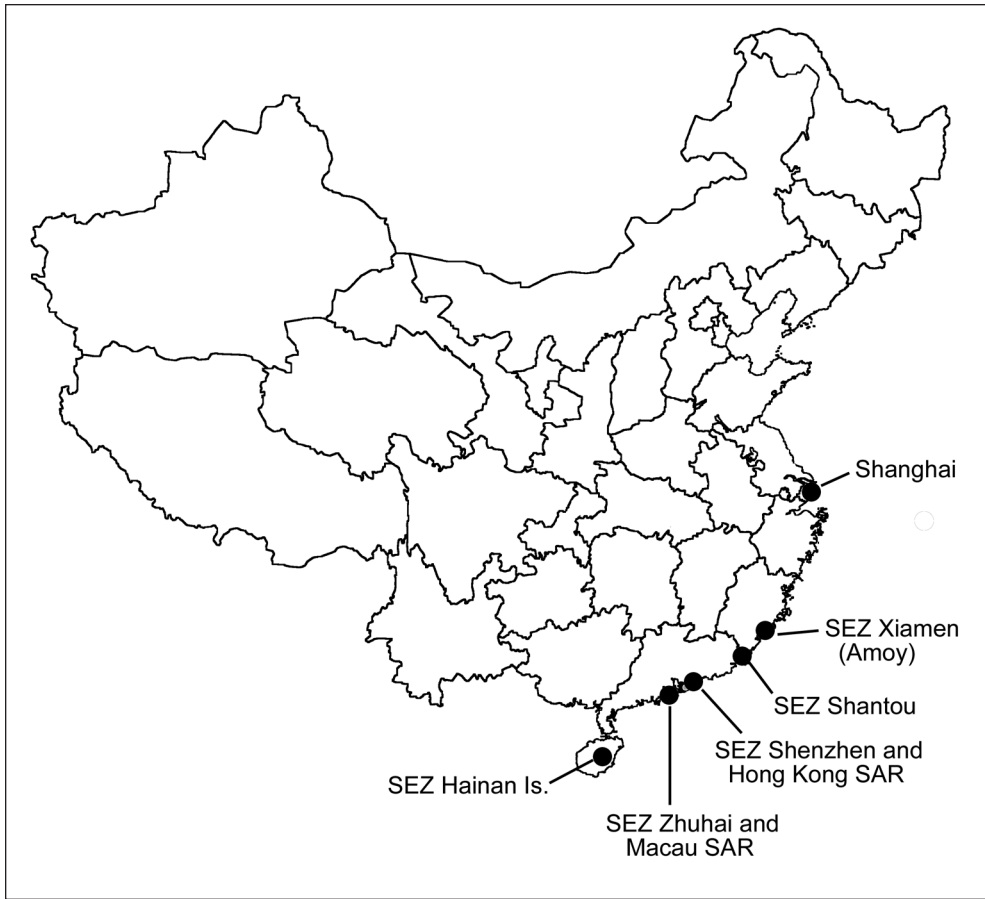 Shanghai
SEZ Xiamen
(Amoy)
SEZ Shantou
SEZ Shenzhen and
Hong Kong SAR
SEZ Hainan Is.
SEZ Zhuhai and
Macau SAR